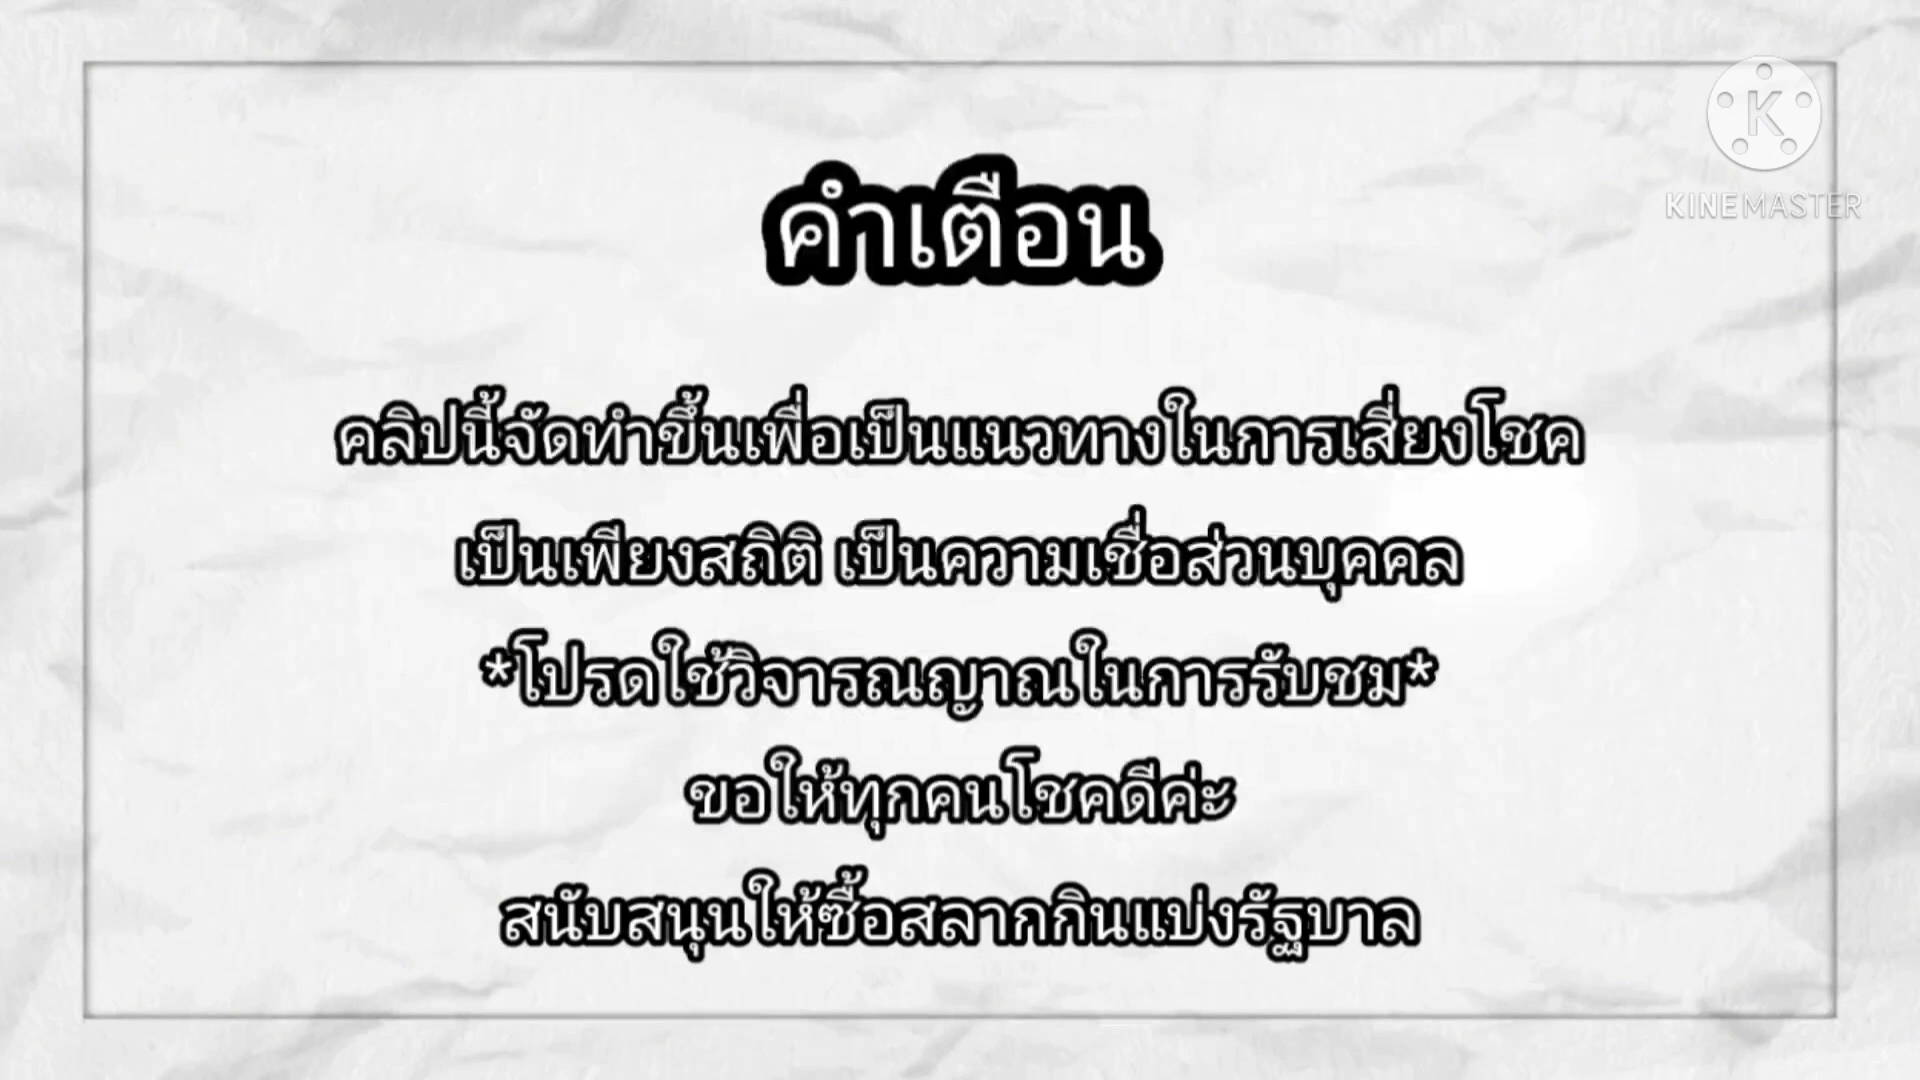 KINEMASTER
คำเตือน
คลิปนี้จัดทำขึ้นเพื่อเป็นแนวทางในการเสี่ยงโชค
เป็นเพียงสถิติ เป็นความเชื่อส่วนบุคคล
*โปรดใช้วิจารณญาณในการรับชม*
ขอให้ทุกคนโชคดีค่ะ
สนับสนุนให้ซื้อสลากกินแบ่งรัฐบาล